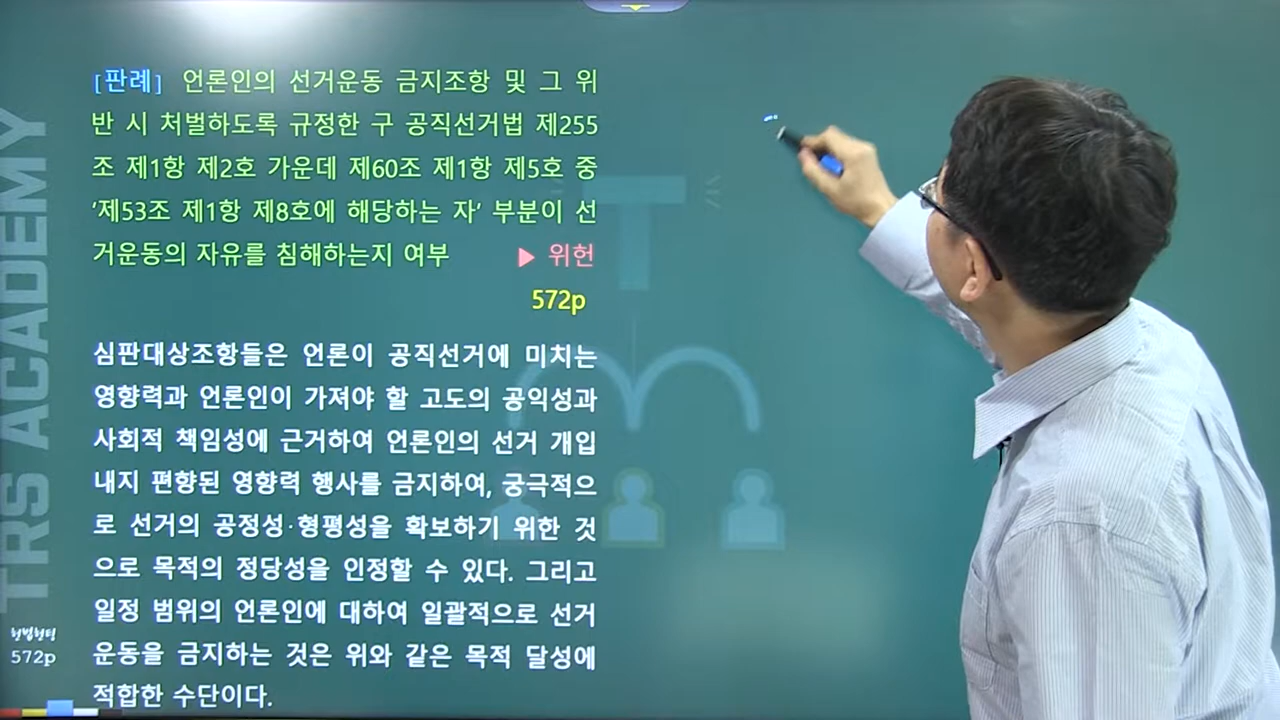 [판례] 언론인의 선거운동 금지조항 및 그 위
반 시 처벌하도록 규정한 구 공직선거법 제255
조 제1항 제2호 가운데 제60조 제1항 제5호 중
'제53조 제1항 제8호에 해당하는 자' 부분이 선
거운동의 자유를 침해하는지 여부 ▶ 위헌
572p
심판대상조항들은 언론이 공직선거에 미치는
영향력과 언론인이 가져야 할 고도의 공익성과
사회적 책임성에 근거하여 언론인의 선거 개입
내지 편향된 영향력 행사를 금지하여, 궁극적으
로 선거의 공정성·형평성을 확보하기 위한 것
으로 목적의 정당성을 인정할 수 있다. 그리고
일정 범위의 언론인에 대하여 일괄적으로 선거
운동을 금지하는 것은 위와 같은 목적 달성에
적합한 수단이다.
TRS ACADEMY
572p